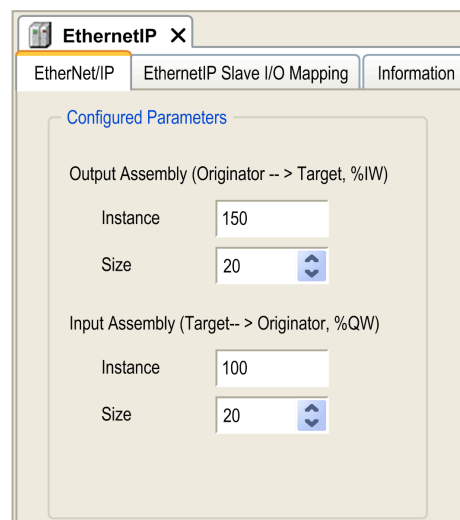 EthernetIP X
EtherNet/IP EthernetIP Slave I/O Mapping Information
Configured Parameters
Output Assembly (Originator -- > Target, %IW)
Instance 150
Size 20
Input Assembly (Target-- > Originator, %QW)
Instance 100
Size 20